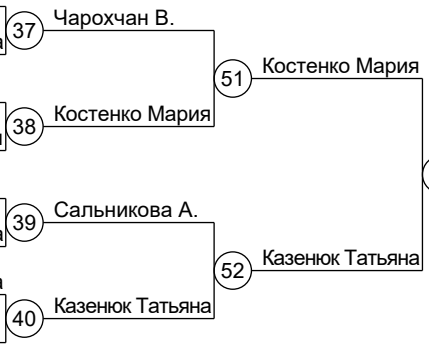 37 Чарохчан В.
51 Костенко Мария
38 Костенко Мария
39 Сальникова А.
52 Казенюк Татьяна
40 Казенюк Татьяна